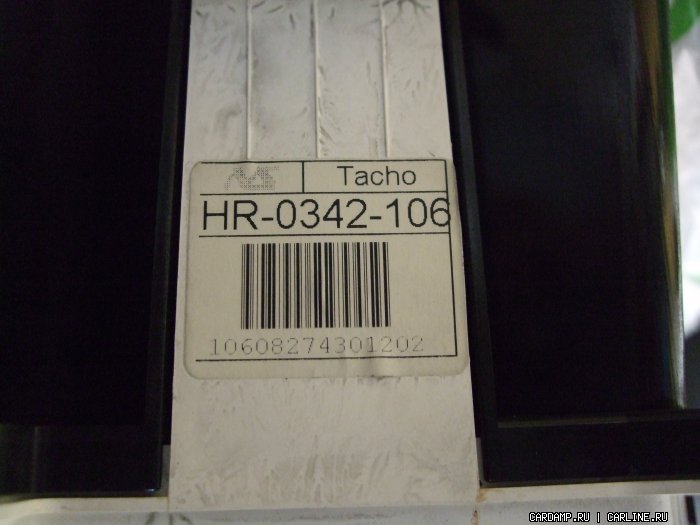 Tacho
HR-0342-106
10608274301202
CARDAMP.RU | CARLINE.RU